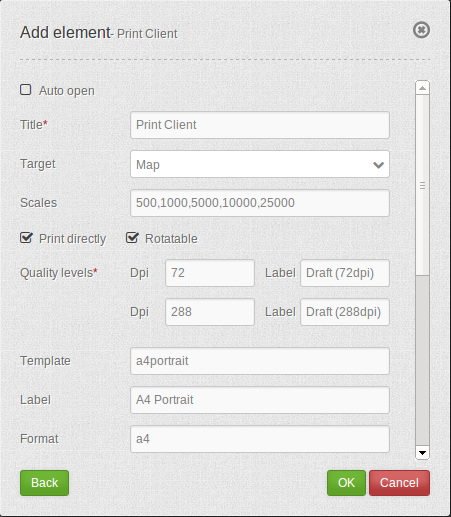 Add element- Print Client
Auto open
Title* Print Client
Target Map
Scales 500,1000,5000,10000,25000
Print directly Rotatable
Quality levels* Dpi 72 Label Draft (72dpi)
Dpi 288 Label Draft (288dpi)
Template a4portrait
Label A4 Portrait
Format a4
Back OK Cancel